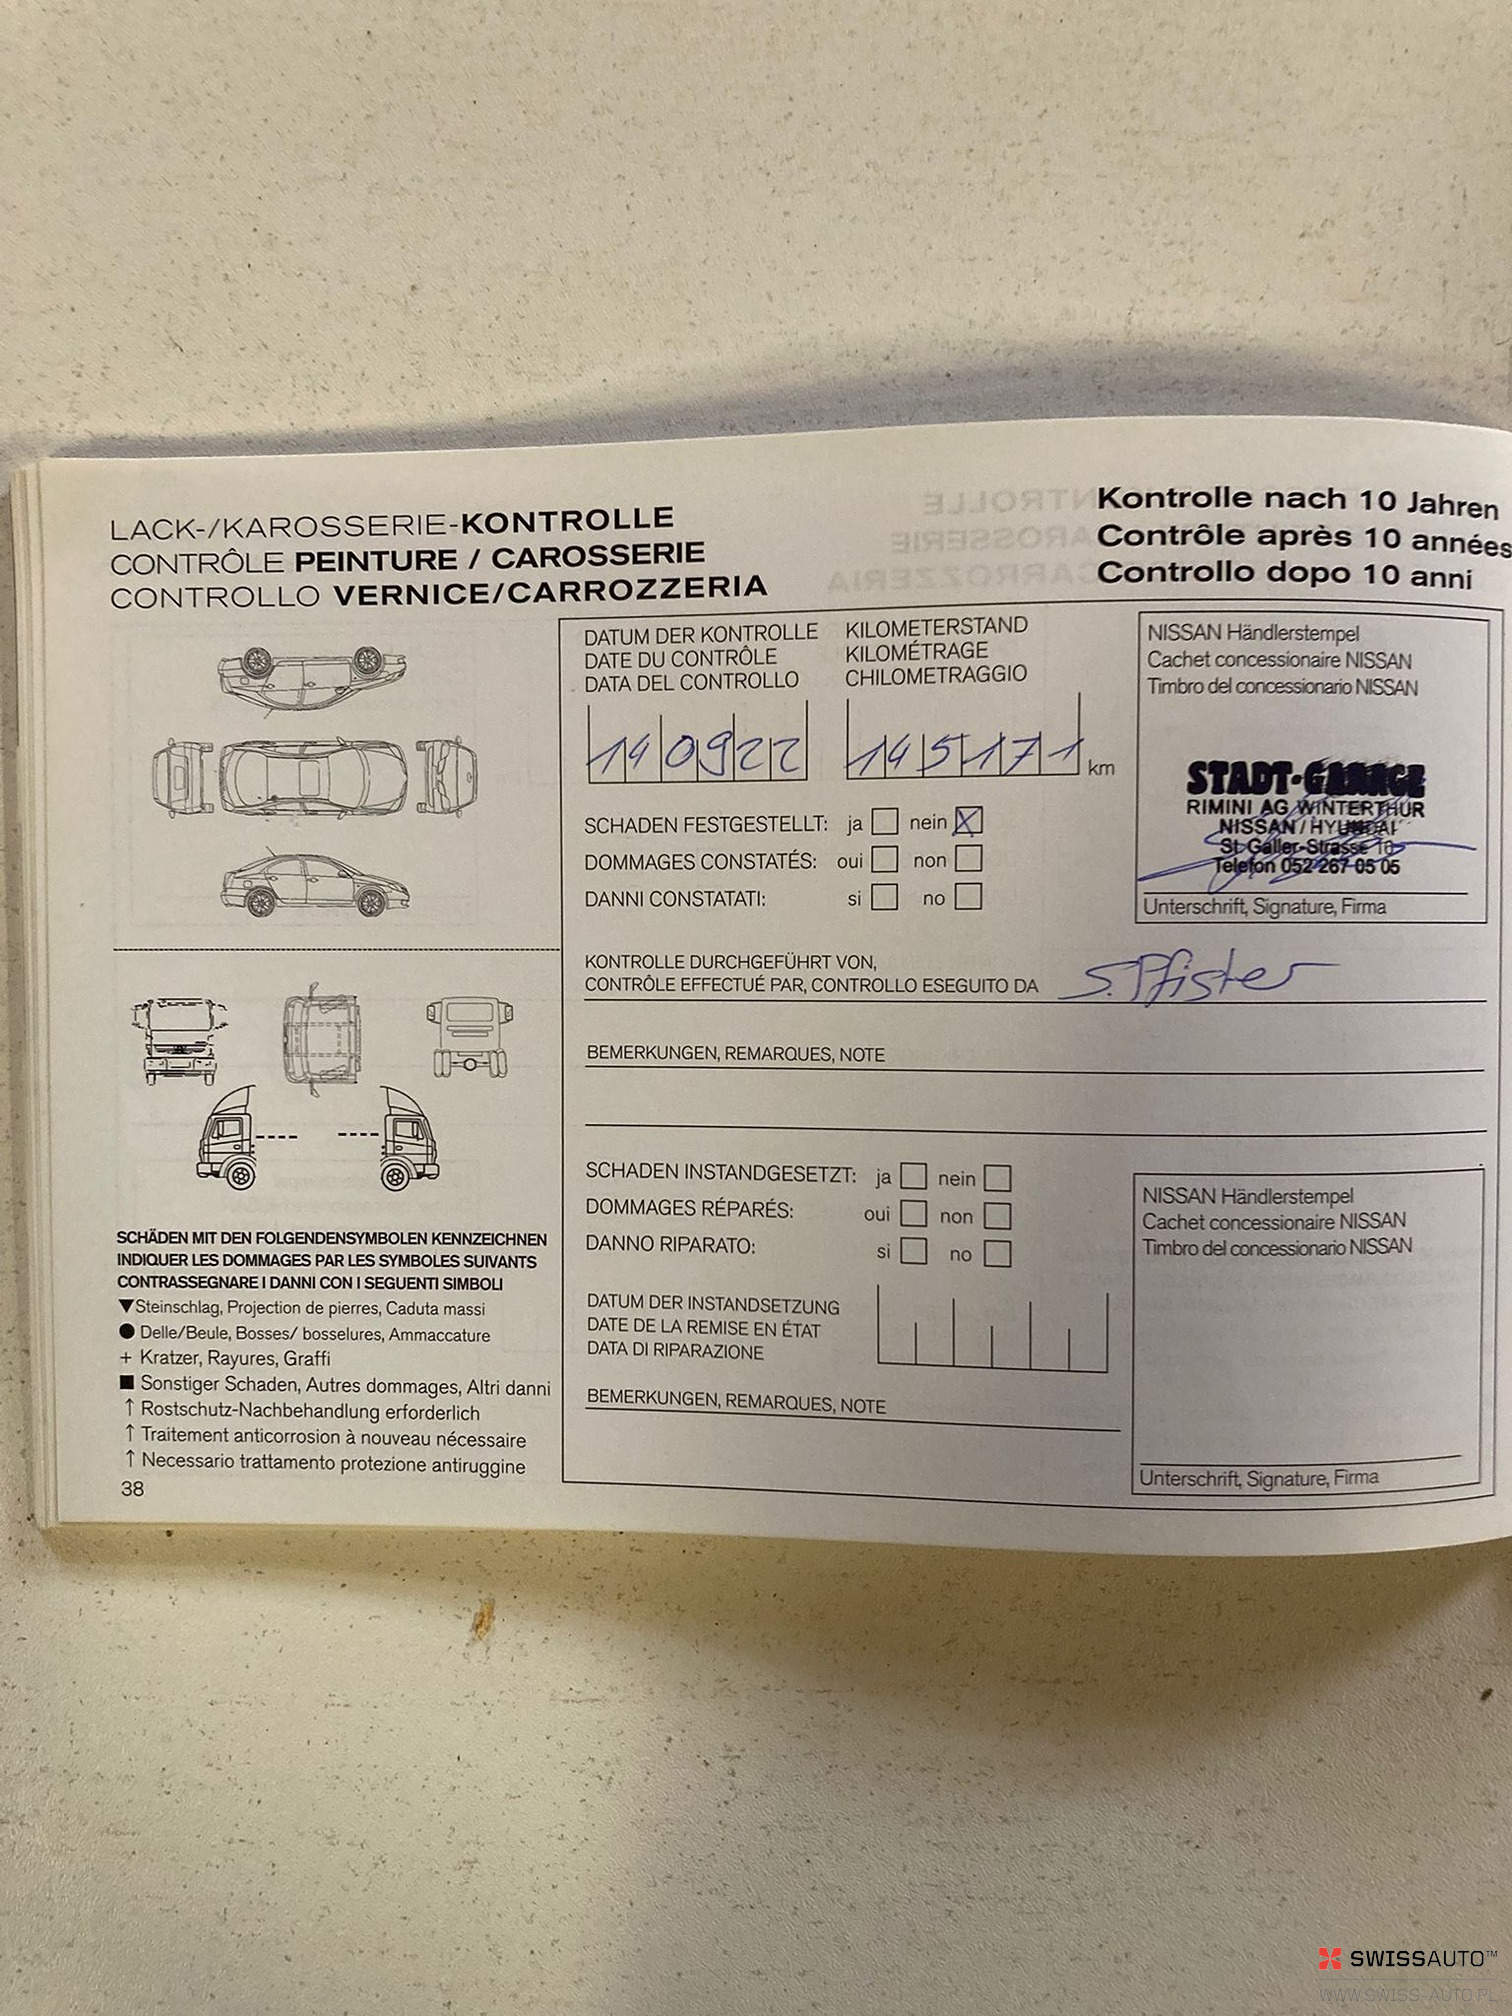 LACK-/KAROSSERIE-KONTROLLE
CONTRÔLE PEINTURE / CAROSSERIE
CONTROLLO VERNICE/CARROZZERIA
Kontrolle nach 10 Jahren
Contrôle après 10 années
Controllo dopo 10 anni
DATUM DER KONTROLLE
DATE DU CONTRÔLE
DATA DEL CONTROLLO
140922
KILOMETERSTAND
KILOMÉTRAGE
CHILOMETRAGGIO
145171 km
NISSAN Händlerstempel
Cachet concessionaire NISSAN
Timbro del concessionario NISSAN
STADT-GARAGE
RIMINI AG WINTERTHUR
NISSAN / HYUNDAI
St. Galler-Strasse
Telefon 052 267 05 05
Unterschrift, Signature, Firma
SCHADEN FESTGESTELLT: ja nein X
DOMMAGES CONSTATÉS: oui non
DANNI CONSTATATI: si no
KONTROLLE DURCHGEFÜHRT VON,
CONTRÔLE EFFECTUÉ PAR, CONTROLLO ESEGUITO DA S. Pfister
BEMERKUNGEN, REMARQUES, NOTE
SCHADEN INSTANDGESETZT: ja nein
DOMMAGES RÉPARÉS: oui non
DANNO RIPARATO: si no
DATUM DER INSTANDSETZUNG
DATE DE LA REMISE EN ÉTAT
DATA DI RIPARAZIONE
BEMERKUNGEN, REMARQUES, NOTE
NISSAN Händlerstempel
Cachet concessionaire NISSAN
Timbro del concessionario NISSAN
Unterschrift, Signature, Firma
SCHÄDEN MIT DEN FOLGENDENSYMBOLEN KENNZEICHNEN
INDIQUER LES DOMMAGES PAR LES SYMBOLES SUIVANTS
CONTRASSEGNARE I DANNI CON I SEGUENTI SIMBOLI
▼Steinschlag, Projection de pierres, Caduta massi
● Delle/Beule, Bosses/ bosselures, Ammaccature
+ Kratzer, Rayures, Graffi
■ Sonstiger Schaden, Autres dommages, Altri danni
↑ Rostschutz-Nachbehandlung erforderlich
↑ Traitement anticorrosion à nouveau nécessaire
↑ Necessario trattamento protezione antiruggine
38
SWISSAUTO™
WWW.SWISS-AUTO.PL